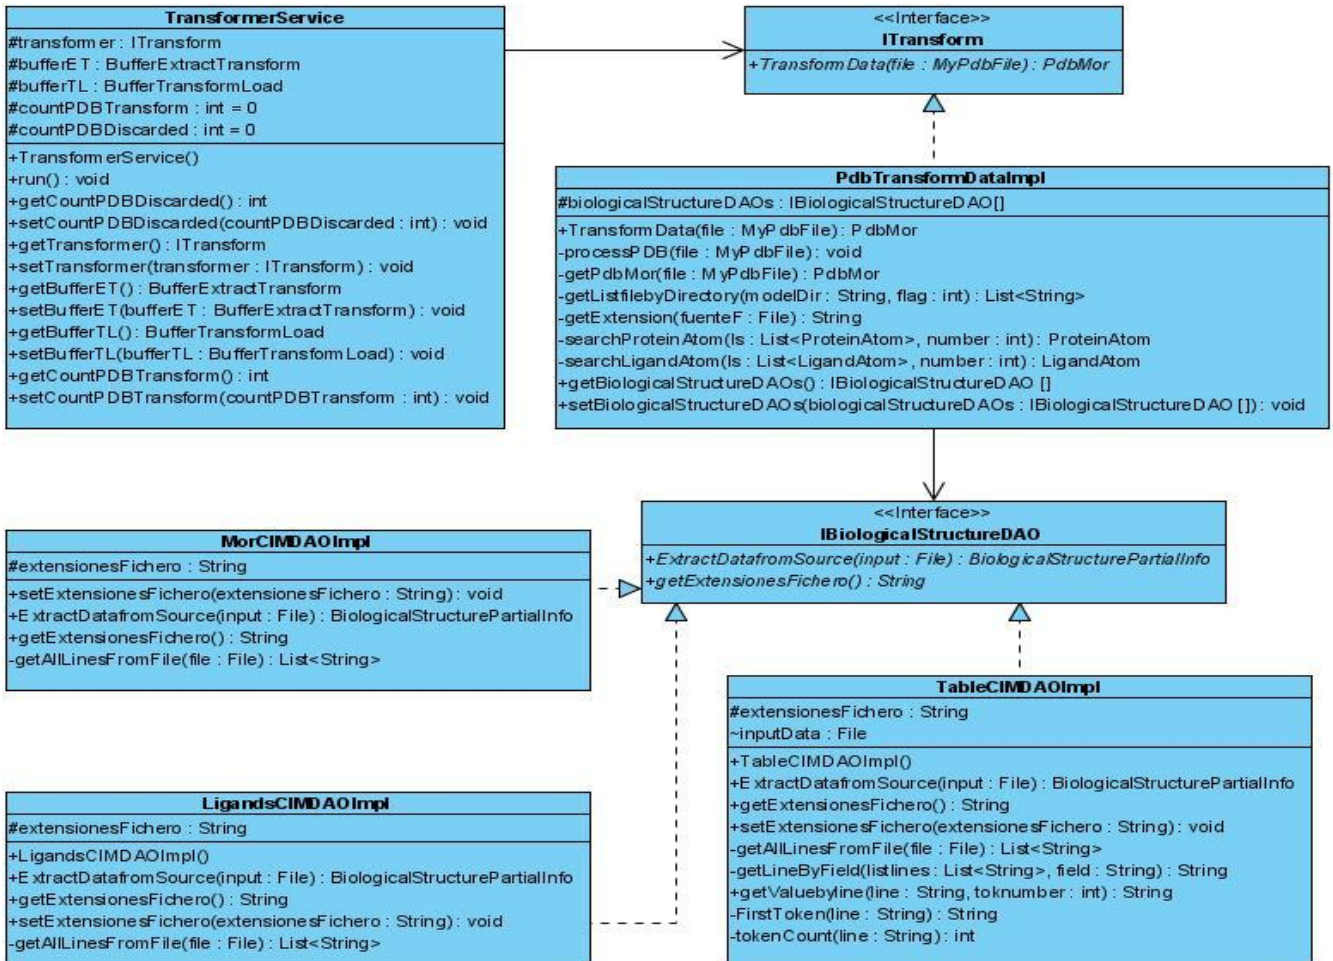 TransformerService
#transformer : ITransform
#bufferET : BufferExtractTransform
#bufferTL : BufferTransformLoad
#countPDBTransform : int = 0
#countPDBDiscarded : int = 0
+TransformerService()
+run() : void
+getCountPDBDiscarded() : int
+setCountPDBDiscarded(countPDBDiscarded : int) : void
+getTransformer() : ITransform
+setTransformer(transformer : ITransform) : void
+getBufferET() : BufferExtractTransform
+setBufferET(bufferET : BufferExtractTransform) : void
+getBufferTL() : BufferTransformLoad
+setBufferTL(bufferTL : BufferTransformLoad) : void
+getCountPDBTransform() : int
+setCountPDBTransform(countPDBTransform : int) : void
<<Interface>>
ITransform
+TransformData(file : MyPdbFile) : PdbMor
PdbTransformDataImpl
#biologicalStructureDAOs : IBiologicalStructureDAO[]
+TransformData(file : MyPdbFile) : PdbMor
-processPDB(file : MyPdbFile) : void
-getPdbMor(file : MyPdbFile) : PdbMor
-getListfilebyDirectory(modelDir : String, flag : int) : List<String>
-getExtension(fuenteF : File) : String
-searchProteinAtom(ls : List<ProteinAtom>, number : int) : ProteinAtom
-searchLigandAtom(ls : List<LigandAtom>, number : int) : LigandAtom
+getBiologicalStructureDAOs() : IBiologicalStructureDAO []
+setBiologicalStructureDAOs(biologicalStructureDAOs : IBiologicalStructureDAO []) : void
<<Interface>>
IBiologicalStructureDAO
+ExtractDatafromSource(input : File) : BiologicalStructurePartialInfo
+getExtensionesFichero() : String
MorCIMDAOImpl
#extensionesFichero : String
+setExtensionesFichero(extensionesFichero : String) : void
+ExtractDatafromSource(input : File) : BiologicalStructurePartialInfo
+getExtensionesFichero() : String
-getAllLinesFromFile(file : File) : List<String>
LigandsCIMDAOImpl
#extensionesFichero : String
+LigandsCIMDAOImpl()
+ExtractDatafromSource(input : File) : BiologicalStructurePartialInfo
+getExtensionesFichero() : String
+setExtensionesFichero(extensionesFichero : String) : void
-getAllLinesFromFile(file : File) : List<String>
TableCIMDAOImpl
#extensionesFichero : String
~inputData : File
+TableCIMDAOImpl()
+ExtractDatafromSource(input : File) : BiologicalStructurePartialInfo
+getExtensionesFichero() : String
+setExtensionesFichero(extensionesFichero : String) : void
-getAllLinesFromFile(file : File) : List<String>
-getLineByField(listlines : List<String>, field : String) : String
+getValuebyline(line : String, toknumber : int) : String
-FirstToken(line : String) : String
-tokenCount(line : String) : int